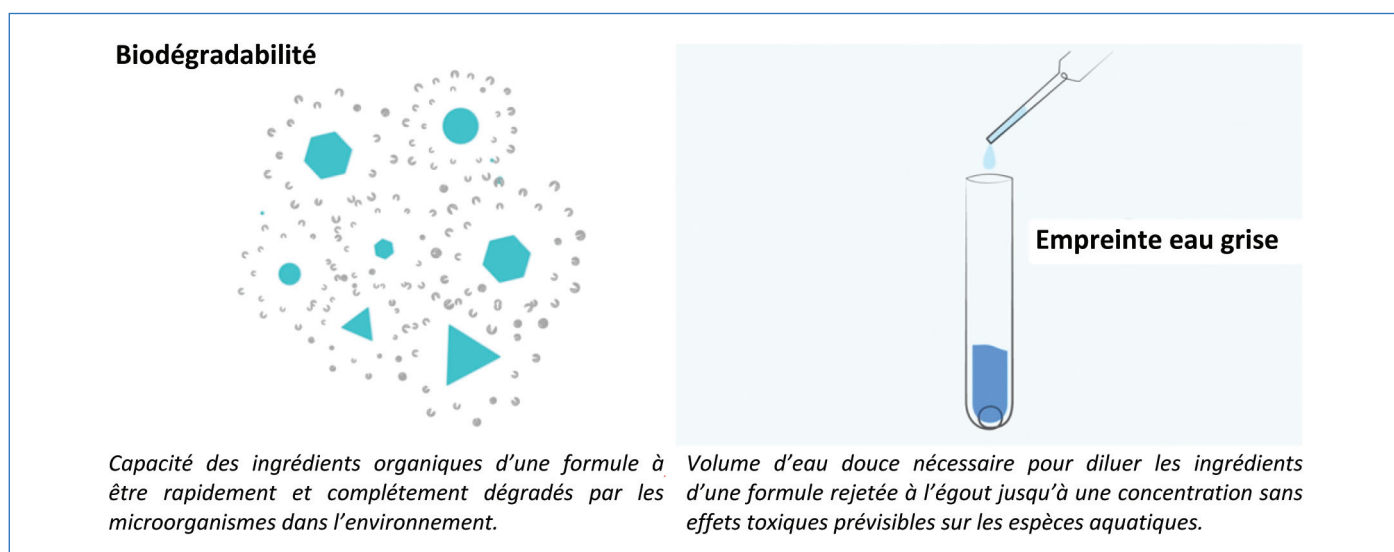 Biodégradabilité
Empreinte eau grise
Capacité des ingrédients organiques d’une formule à
être rapidement et complétement dégradés par les
microorganismes dans l’environnement.
Volume d’eau douce nécessaire pour diluer les ingrédients
d’une formule rejetée à l’égout jusqu’à une concentration sans
effets toxiques prévisibles sur les espèces aquatiques.